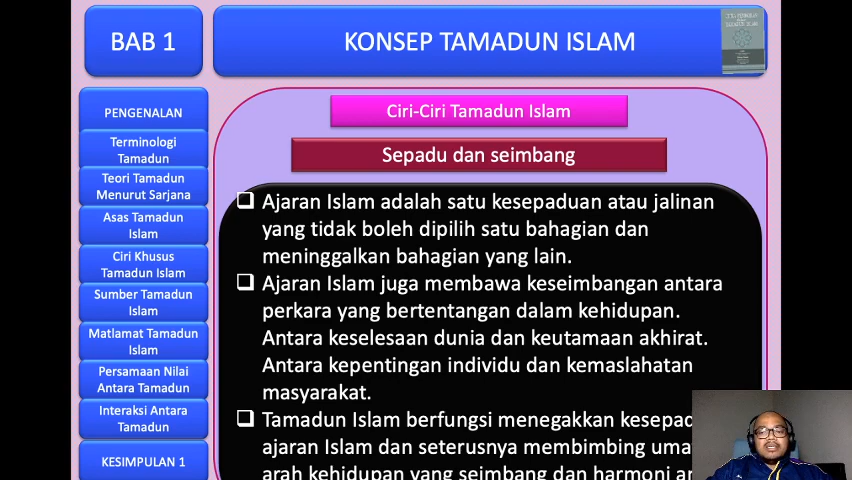 BAB 1
KONSEP TAMADUN ISLAM
PENGENALAN
Terminologi
Tamadun
Teori Tamadun
Menurut Sarjana
Asas Tamadun
Islam
Ciri Khusus
Tamadun Islam
Sumber Tamadun
Islam
Matlamat Tamadun
Islam
Persamaan Nilai
Antara Tamadun
Interaksi Antara
Tamadun
KESIMPULAN 1
Ciri-Ciri Tamadun Islam
Sepadu dan seimbang
Ajaran Islam adalah satu kesepaduan atau jalinan
yang tidak boleh dipilih satu bahagian dan
meninggalkan bahagian yang lain.
Ajaran Islam juga membawa keseimbangan antara
perkara yang bertentangan dalam kehidupan.
Antara keselesaan dunia dan keutamaan akhirat.
Antara kepentingan individu dan kemaslahatan
masyarakat.
Tamadun Islam berfungsi menegakkan
ajaran Islam dan seterusnya membimbing
arah kehidupan yang seimbang dan harmoni